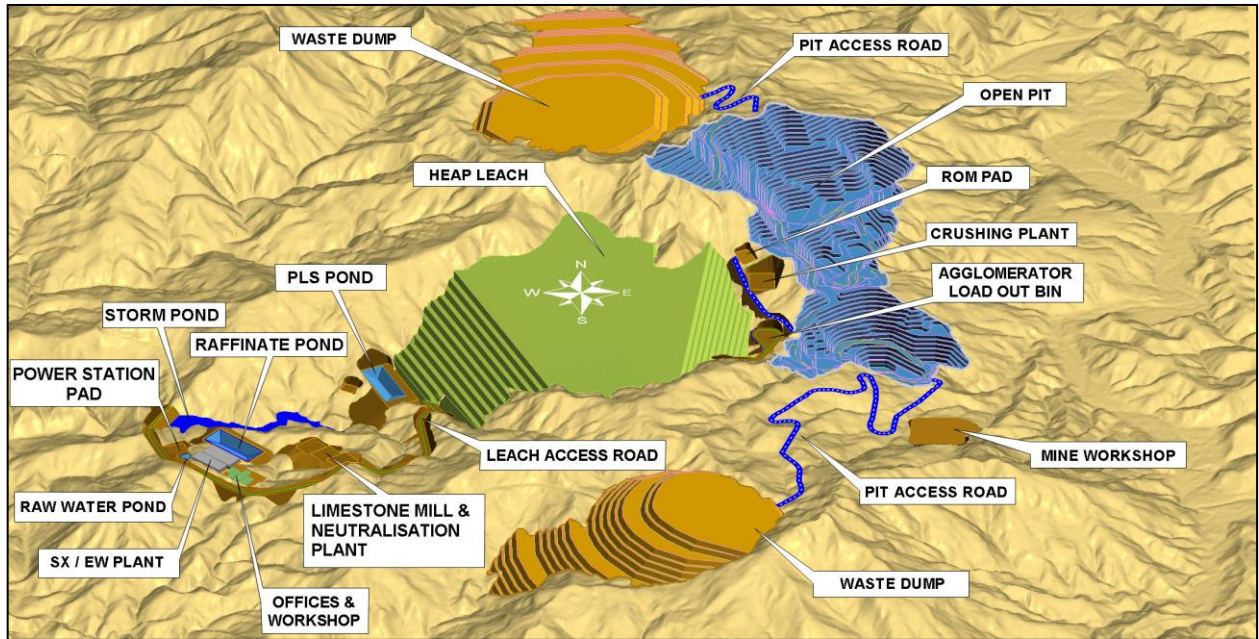 WASTE DUMP
PIT ACCESS ROAD
OPEN PIT
HEAP LEACH
ROM PAD
CRUSHING PLANT
AGGLOMERATOR
LOAD OUT BIN
PLS POND
N
W
E
S
STORM POND
RAFFINATE POND
POWER STATION
PAD
LEACH ACCESS ROAD
MINE WORKSHOP
PIT ACCESS ROAD
RAW WATER POND
LIMESTONE MILL &
NEUTRALISATION
PLANT
SX / EW PLANT
WASTE DUMP
OFFICES &
WORKSHOP